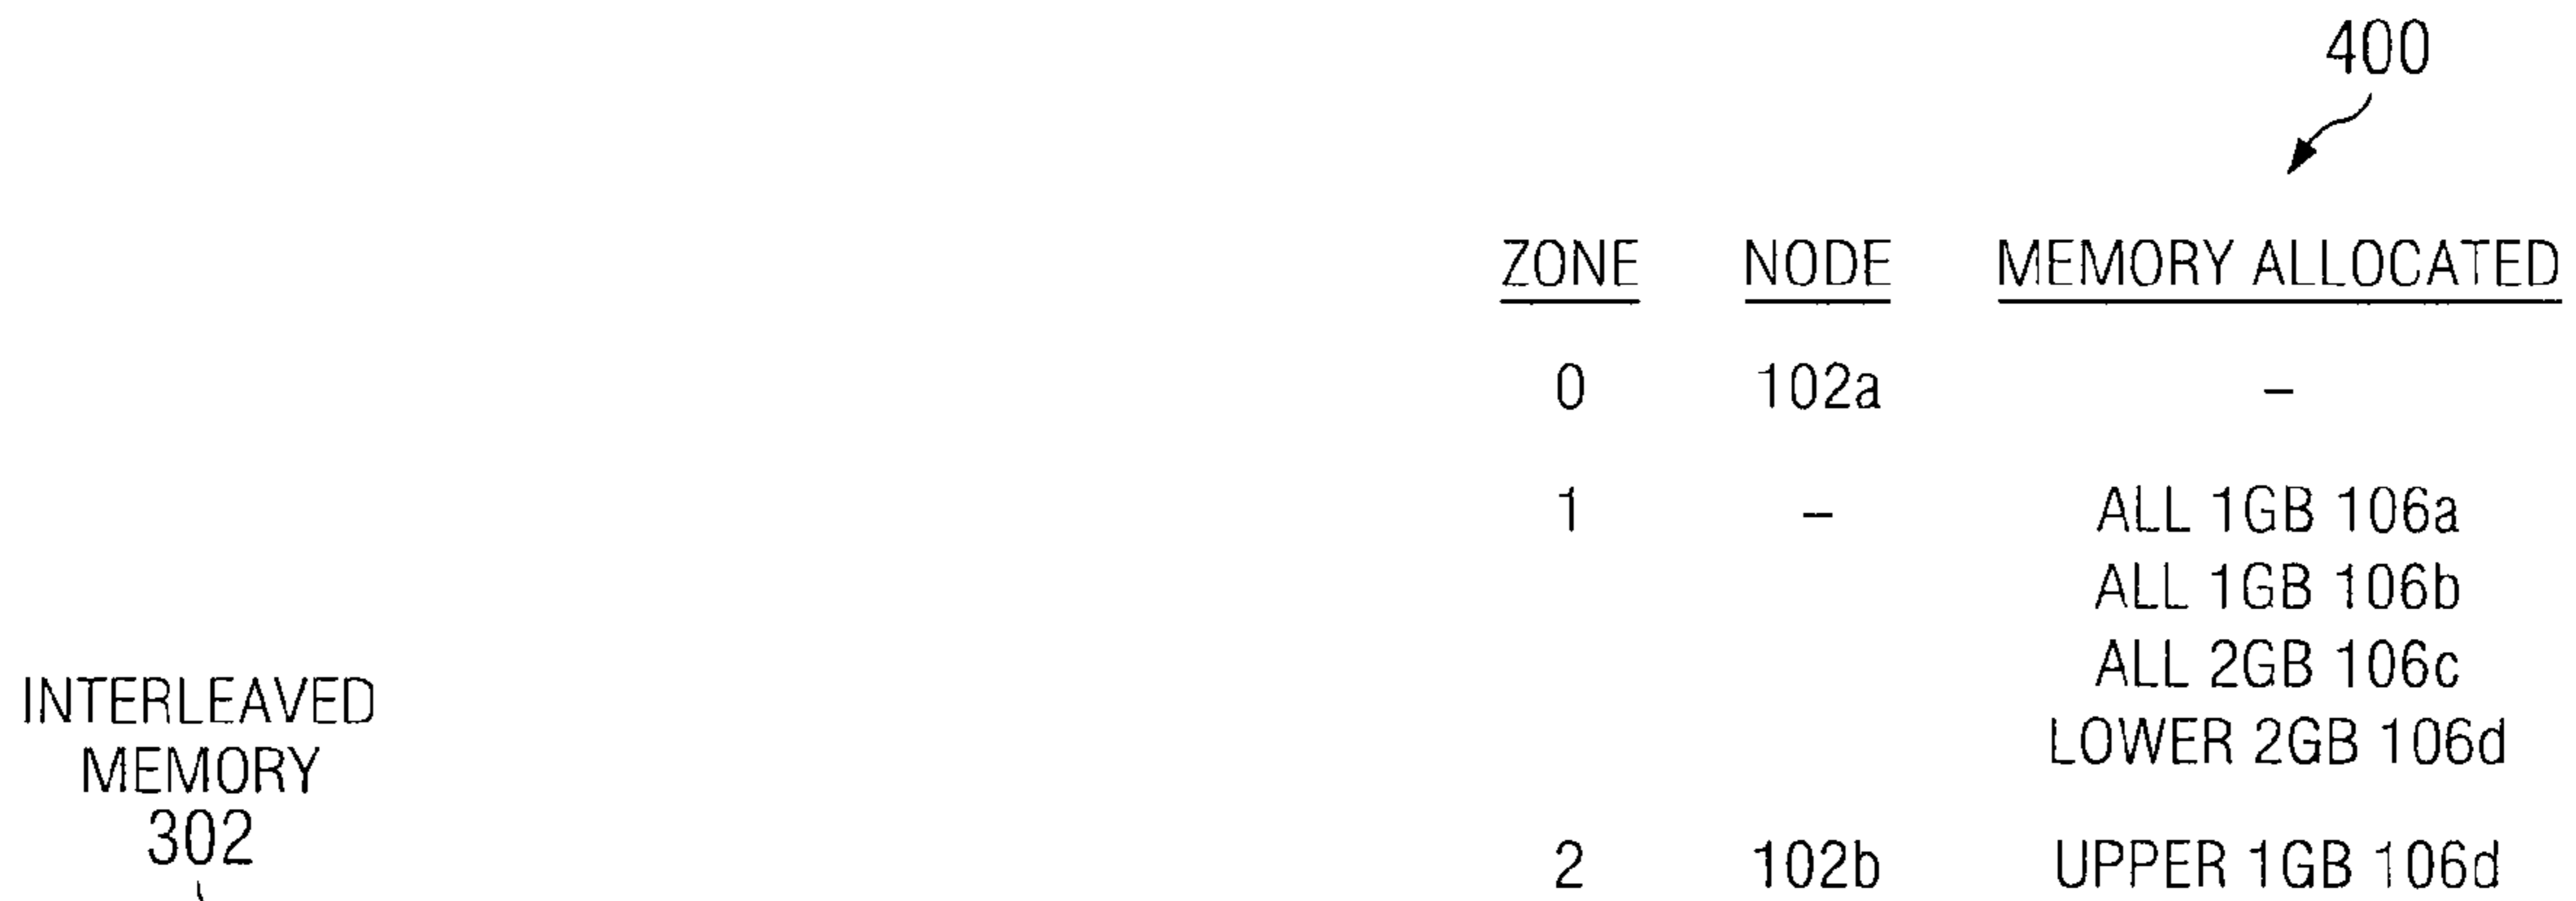 400
ZONE NODE MEMORY ALLOCATED
0 102a –
1 – ALL 1GB 106a
ALL 1GB 106b
ALL 2GB 106c
LOWER 2GB 106d
2 102b UPPER 1GB 106d
INTERLEAVED
MEMORY
302